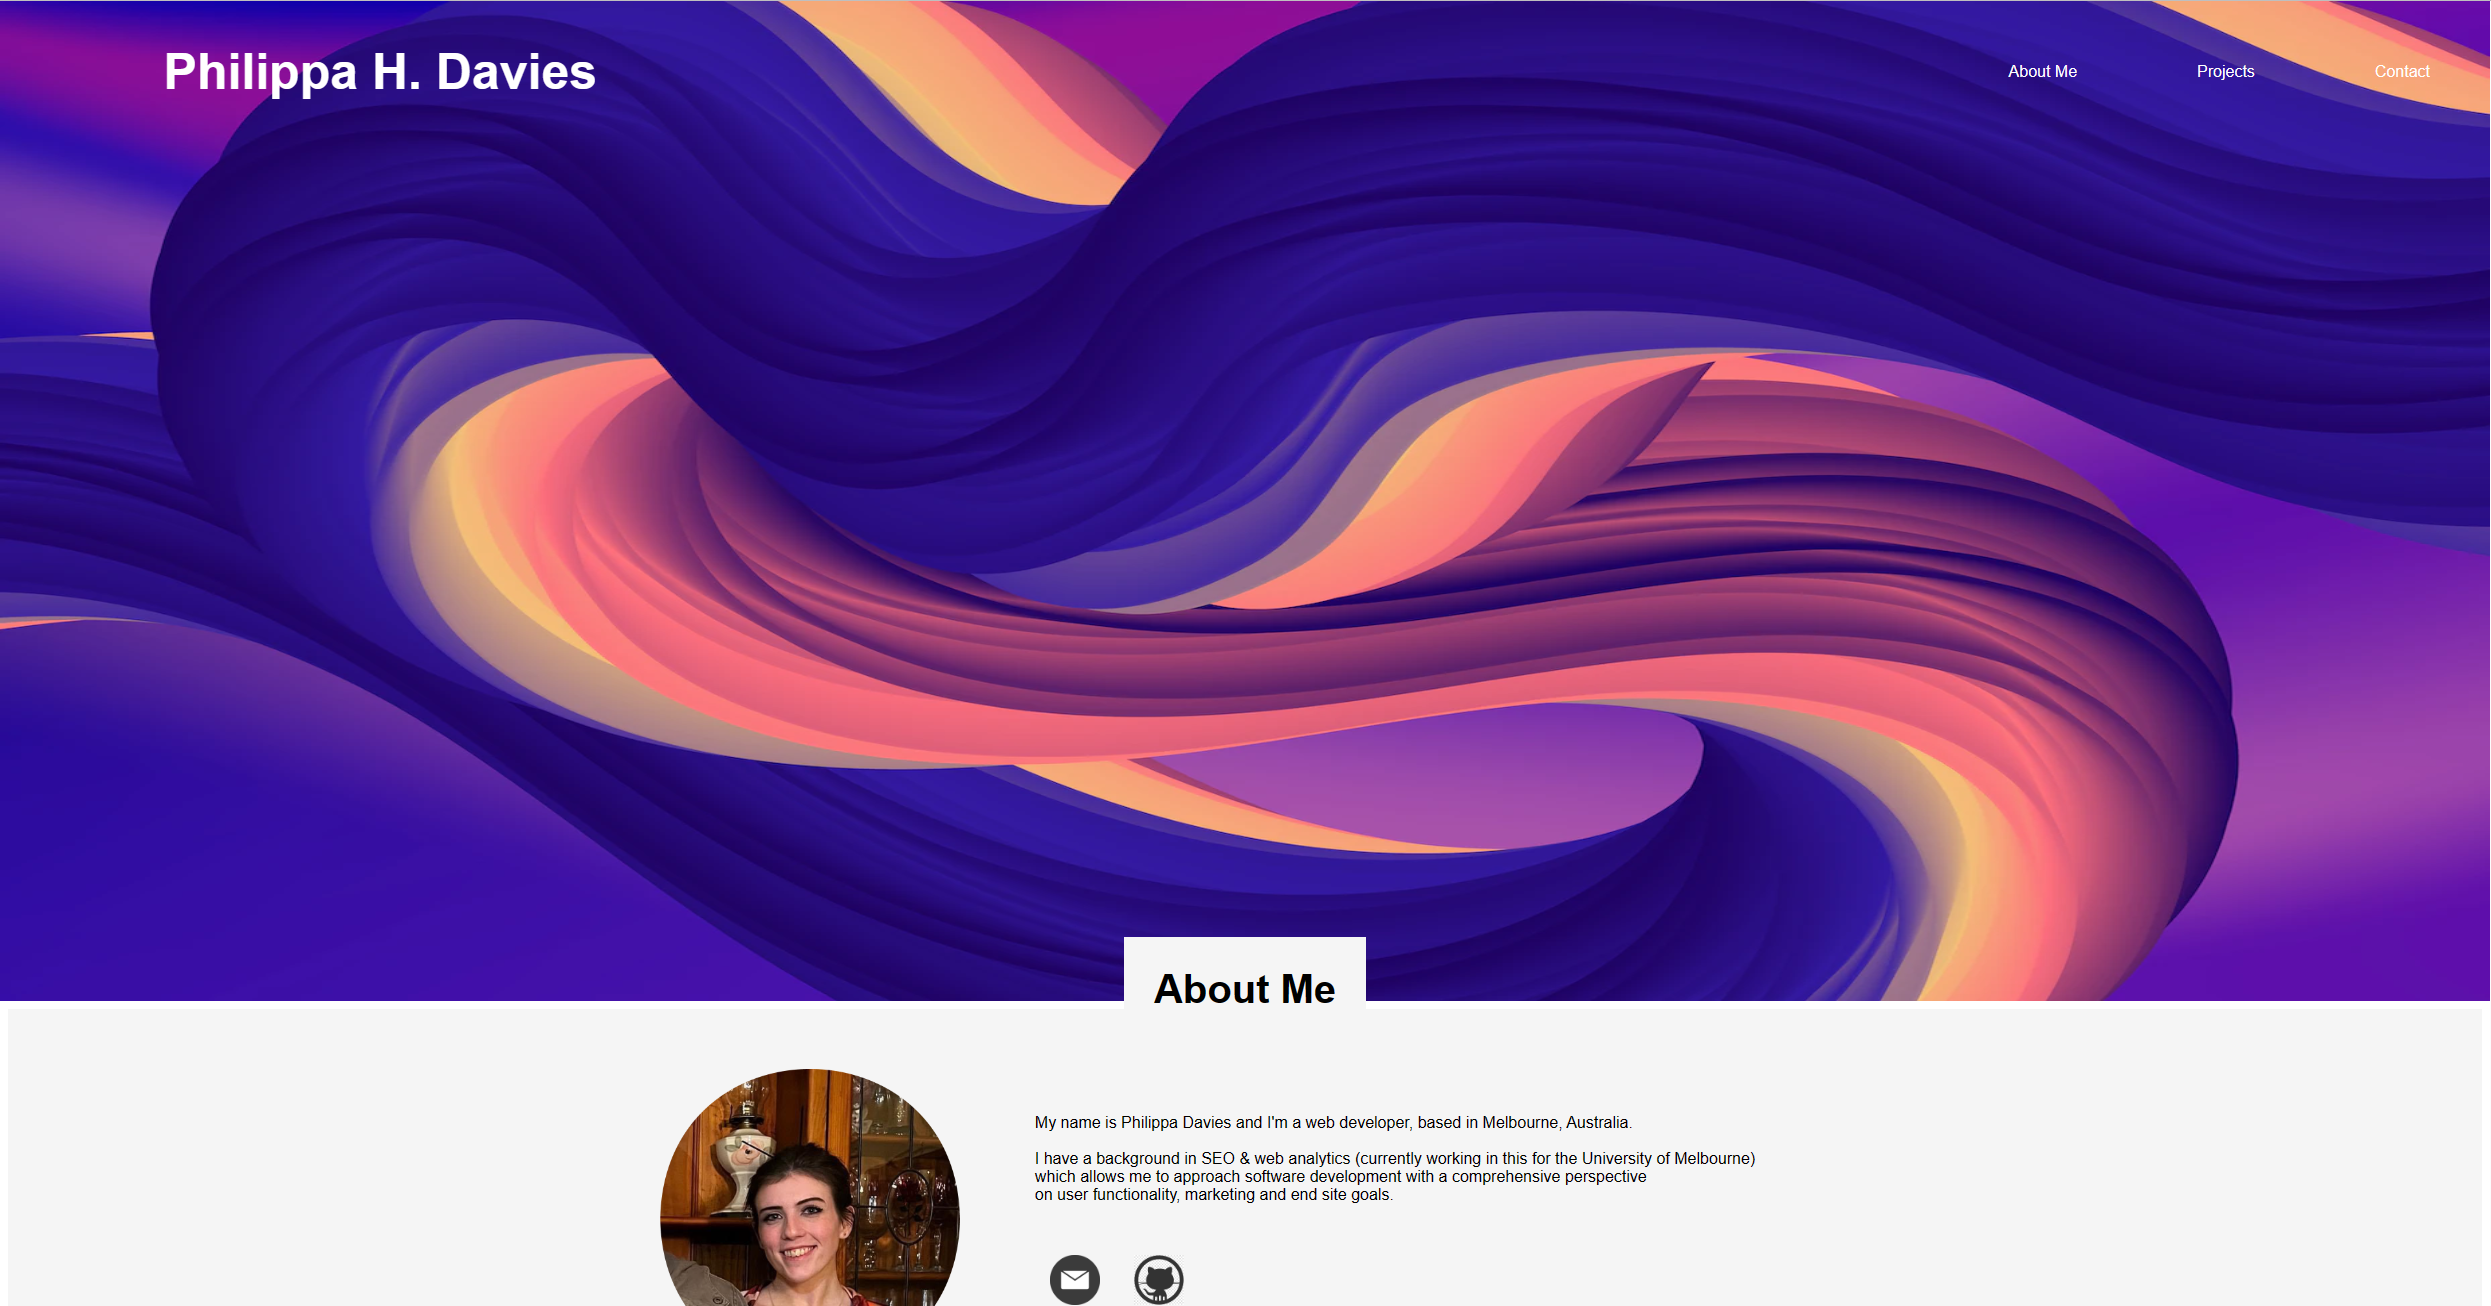 Philippa H. Davies
About Me
Projects
Contact
About Me
My name is Philippa Davies and I'm a web developer, based in Melbourne, Australia.
I have a background in SEO & web analytics (currently working in this for the University of Melbourne)
which allows me to approach software development with a comprehensive perspective
on user functionality, marketing and end site goals.